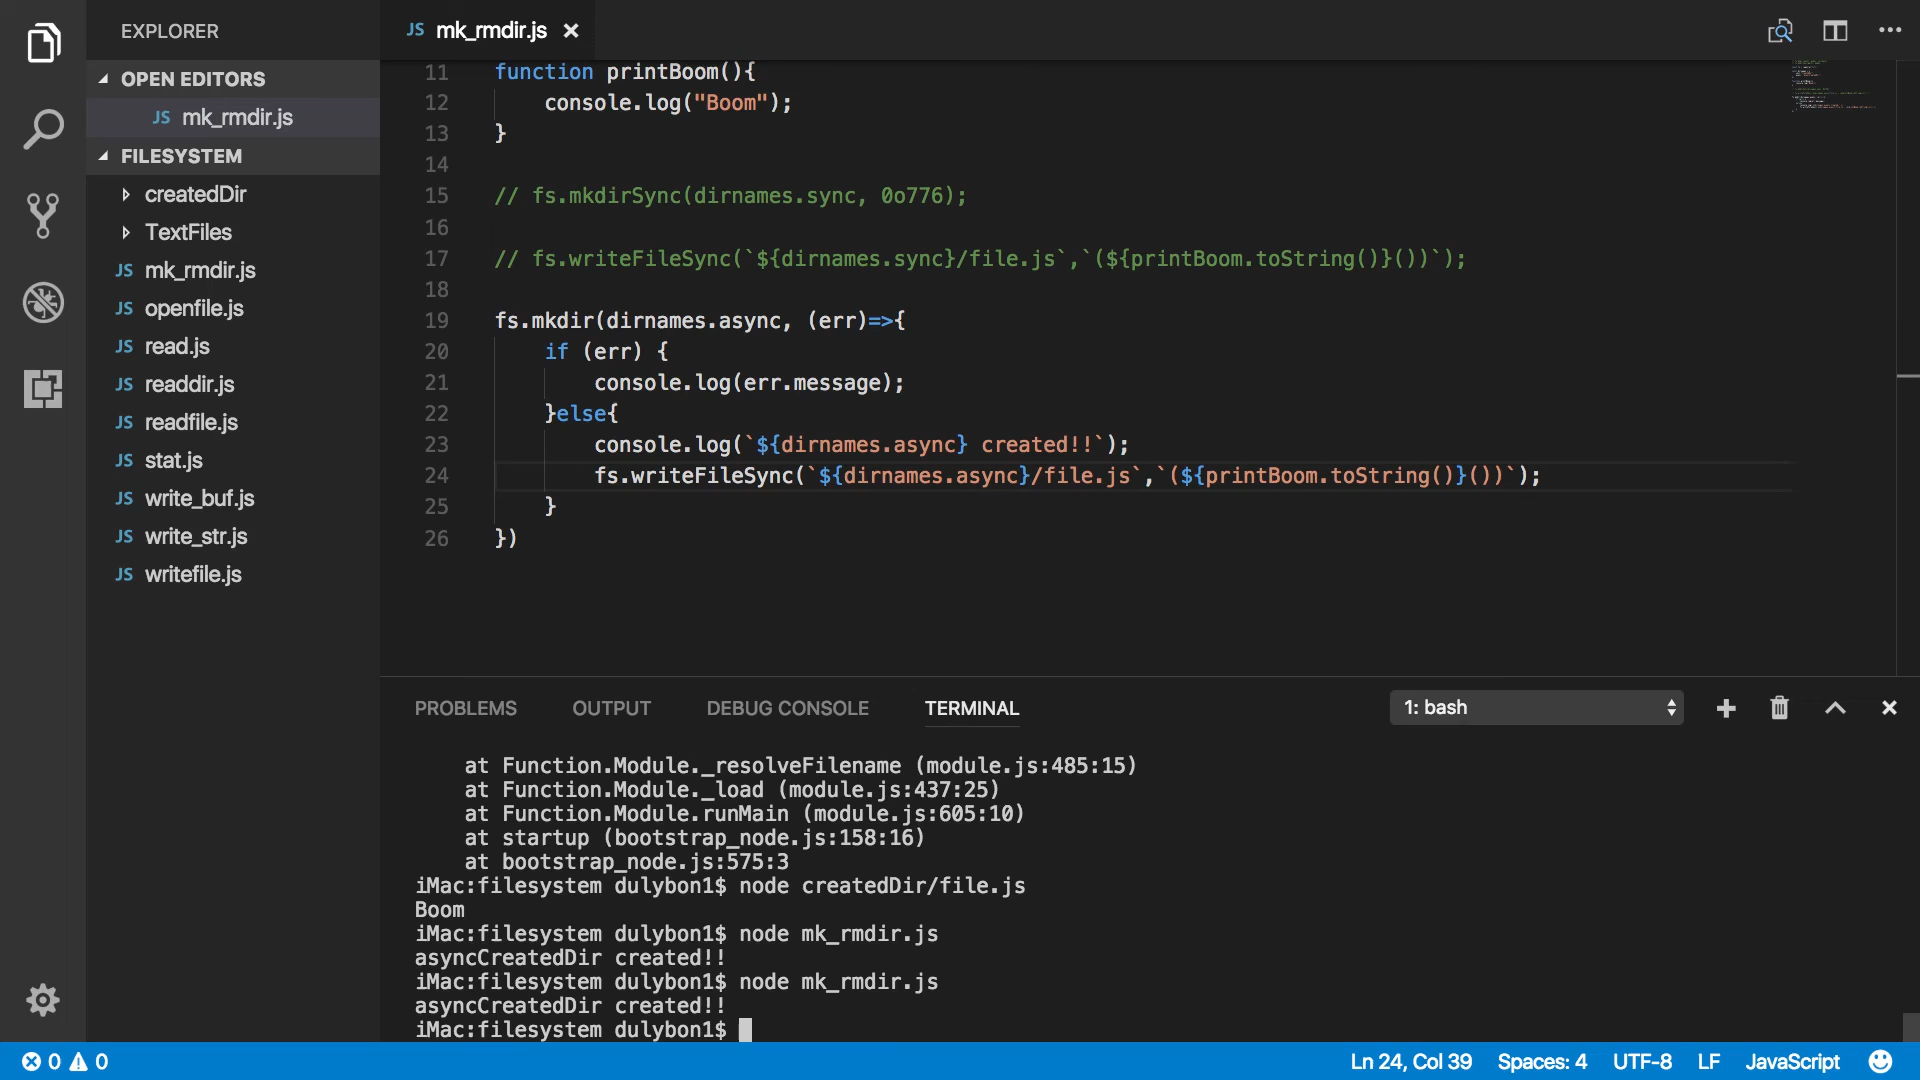 EXPLORER
OPEN EDITORS
JS mk_rmdir.js
FILESYSTEM
createdDir
TextFiles
JS mk_rmdir.js
JS openfile.js
JS read.js
JS readdir.js
JS readfile.js
JS stat.js
JS write_buf.js
JS write_str.js
JS writefile.js
JS mk_rmdir.js
11 function printBoom(){
12 console.log("Boom");
13 }
14
15 // fs.mkdirSync(dirnames.sync, 0o776);
16
17 // fs.writeFileSync(`${dirnames.sync}/file.js`,`(${printBoom.toString()}())`);
18
19 fs.mkdir(dirnames.async, (err)=>{
20 if (err) {
21 console.log(err.message);
22 }else{
23 console.log(`${dirnames.async} created!!`);
24 fs.writeFileSync(`${dirnames.async}/file.js`,`(${printBoom.toString()}())`);
25 }
26 })
PROBLEMS OUTPUT DEBUG CONSOLE TERMINAL 1: bash
at Function.Module._resolveFilename (module.js:485:15)
at Function.Module._load (module.js:437:25)
at Function.Module.runMain (module.js:605:10)
at startup (bootstrap_node.js:158:16)
at bootstrap_node.js:575:3
iMac:filesystem dulybon1$ node createdDir/file.js
Boom
iMac:filesystem dulybon1$ node mk_rmdir.js
asyncCreatedDir created!!
iMac:filesystem dulybon1$ node mk_rmdir.js
asyncCreatedDir created!!
iMac:filesystem dulybon1$
0 0 Ln 24, Col 39 Spaces: 4 UTF-8 LF JavaScript